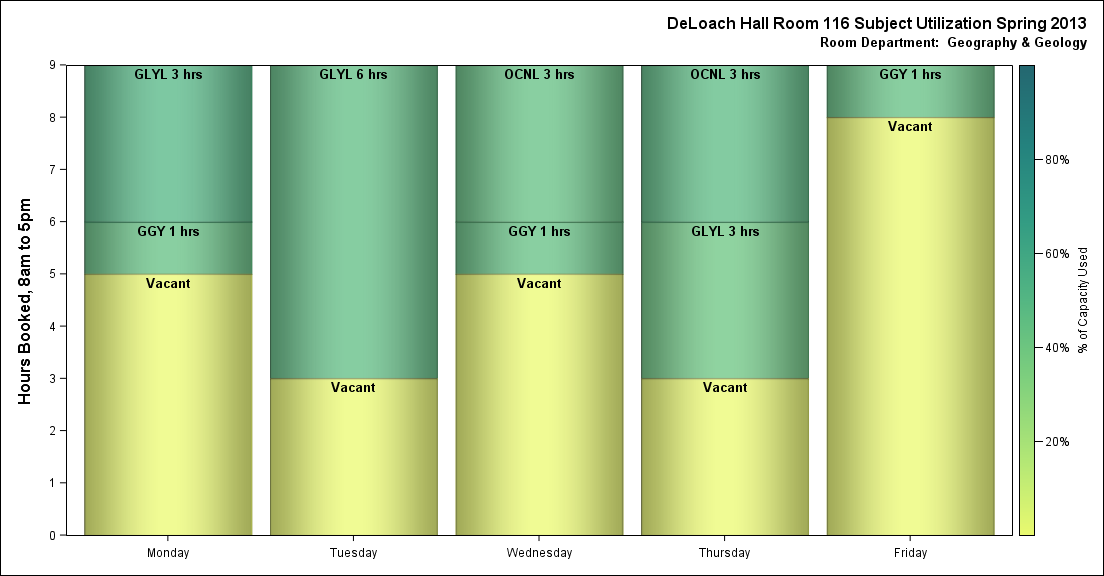 DeLoach Hall Room 116 Subject Utilization Spring 2013
Room Department: Geography & Geology
Hours Booked, 8am to 5pm
9
8
7
6
5
4
3
2
1
0
GLYL 3 hrs
GGY 1 hrs
Vacant
GLYL 6 hrs
Vacant
OCNL 3 hrs
GGY 1 hrs
Vacant
OCNL 3 hrs
GLYL 3 hrs
Vacant
GGY 1 hrs
Vacant
Monday
Tuesday
Wednesday
Thursday
Friday
80%
60%
40%
20%
% of Capacity Used